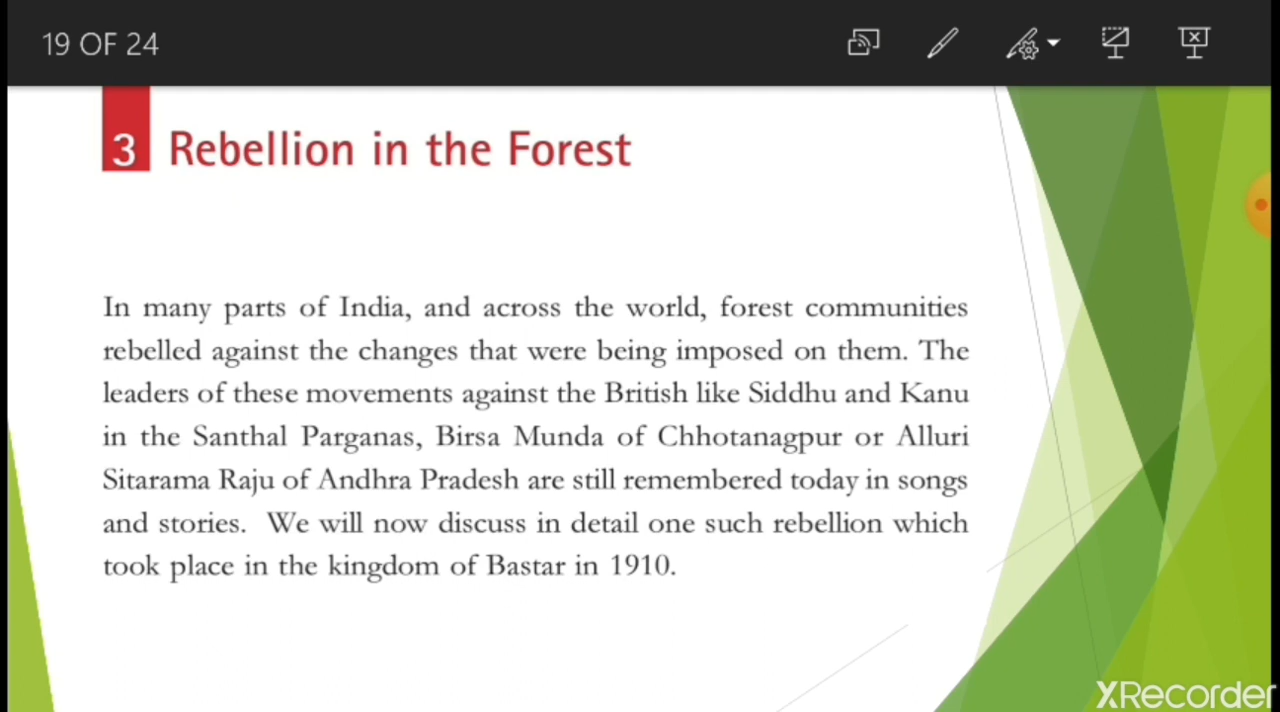 19 OF 24
3 Rebellion in the Forest
In many parts of India, and across the world, forest communities
rebelled against the changes that were being imposed on them. The
leaders of these movements against the British like Siddhu and Kanu
in the Santhal Parganas, Birsa Munda of Chhotanagpur or Alluri
Sitarama Raju of Andhra Pradesh are still remembered today in songs
and stories. We will now discuss in detail one such rebellion which
took place in the kingdom of Bastar in 1910.
XRecorder